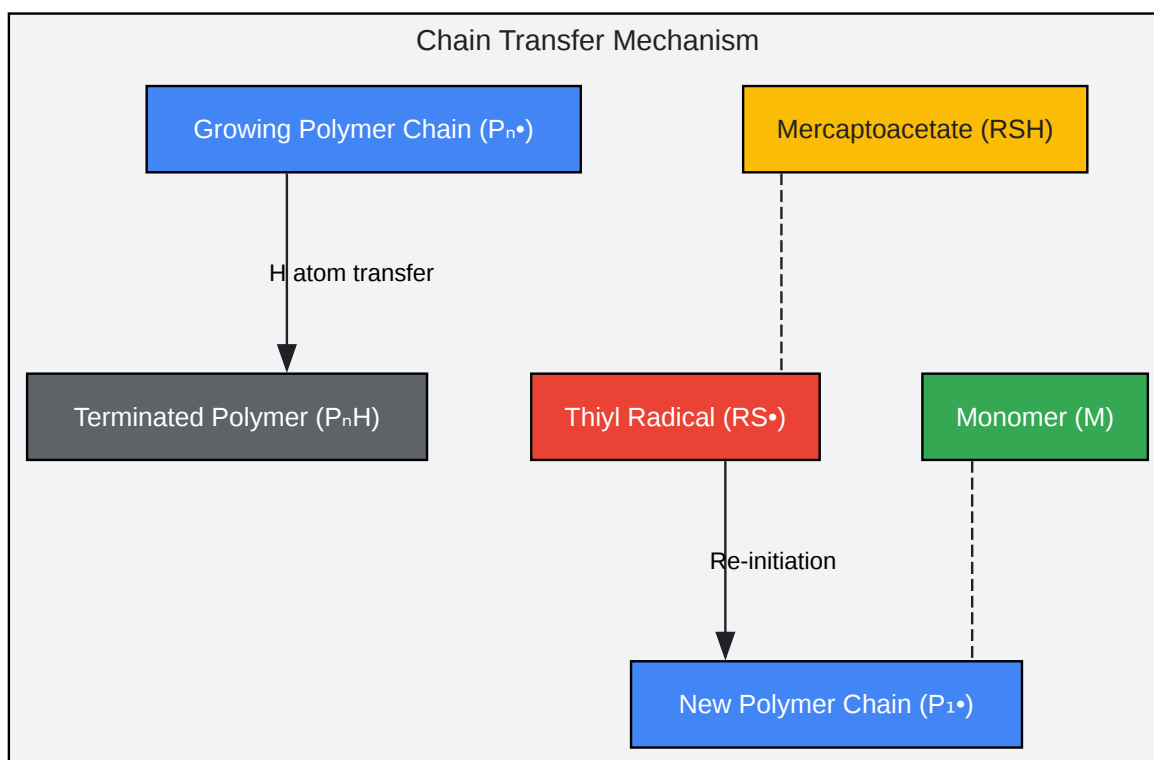 Chain Transfer Mechanism
Growing Polymer Chain (Pₙ•)
Mercaptoacetate (RSH)
H atom transfer
Terminated Polymer (PₙH)
Thiyl Radical (RS•)
Monomer (M)
Re-initiation
New Polymer Chain (P₁•)